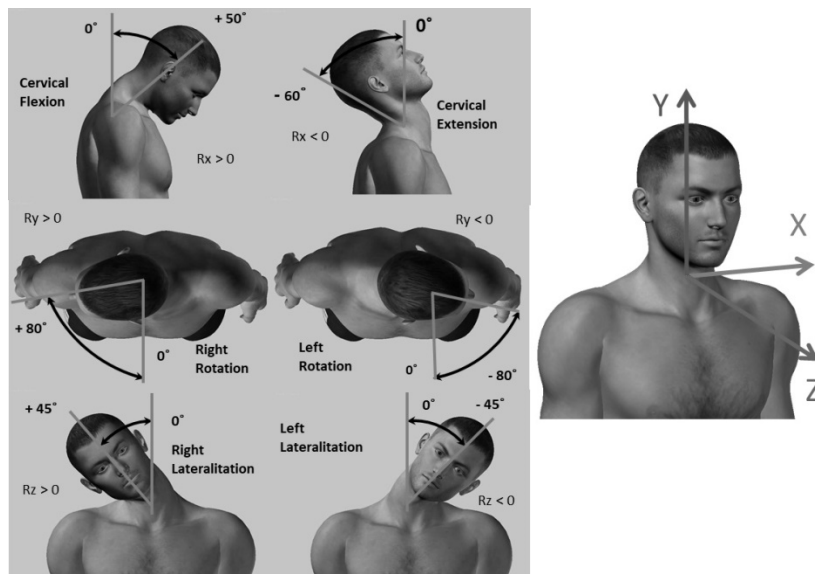 0˚
+ 50˚
Cervical
Flexion
Rx > 0
0˚
- 60˚
Rx < 0
Cervical
Extension
Ry > 0
+ 80˚
0˚
Right
Rotation
Ry < 0
Left
Rotation
0˚
- 80˚
+ 45˚
0˚
Right
Lateralitation
Rz > 0
Left
Lateralitation
0˚
- 45˚
Rz < 0
Y
X
Z